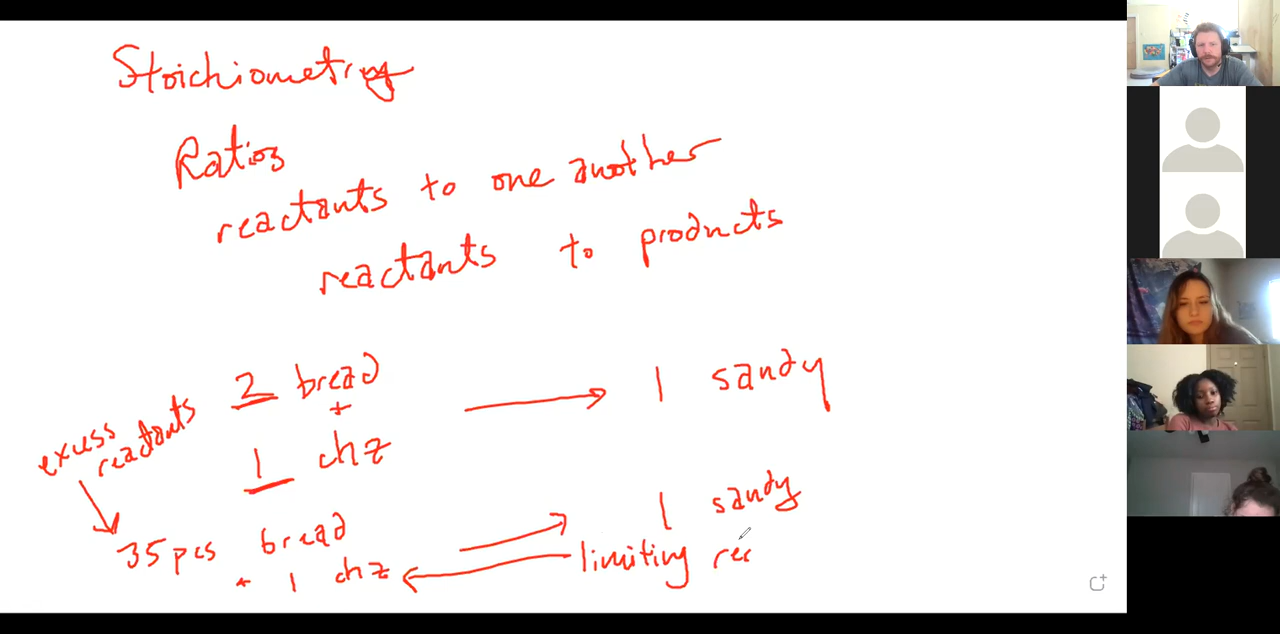 Stoichiometry
Ratios
reactants to one another
reactants to products
2 bread → 1 sandy
+
1 chz
excess
reactants
35 pcs bread → 1 sandy
+ 1 chz ← limiting rea